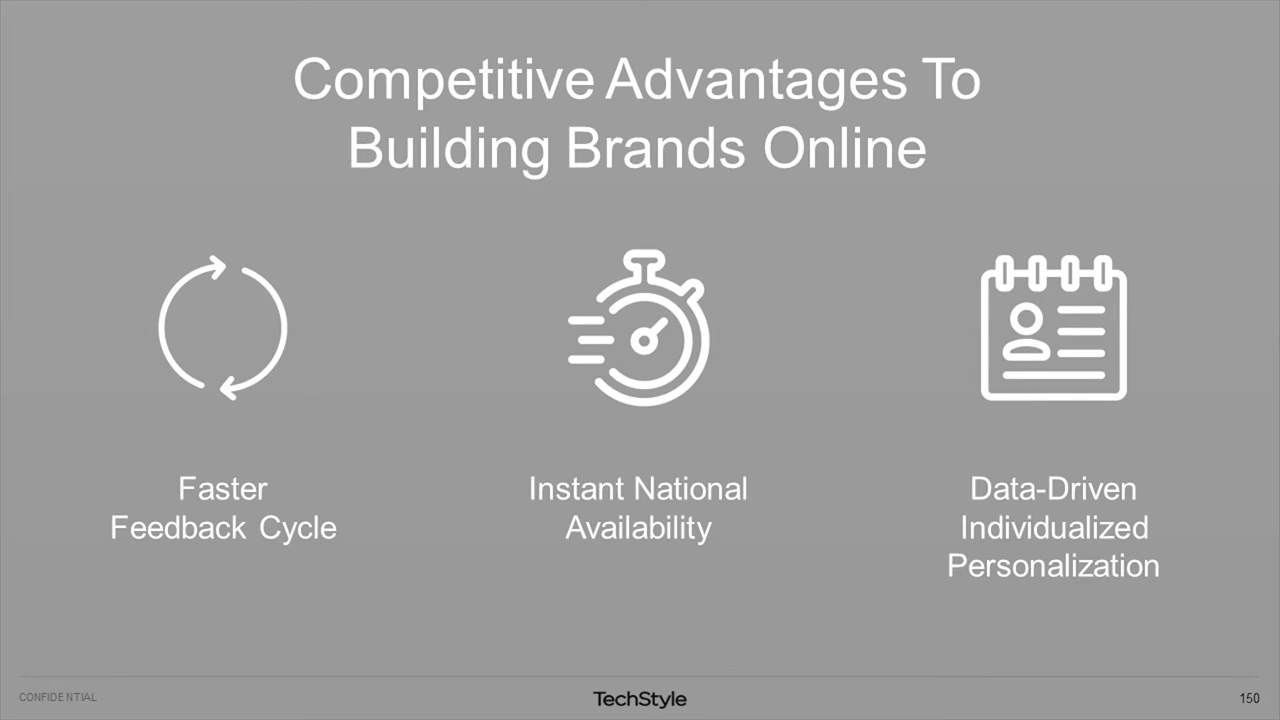 Competitive Advantages To
Building Brands Online
Faster
Feedback Cycle
Instant National
Availability
Data-Driven
Individualized
Personalization
CONFIDENTIAL
TechStyle
150